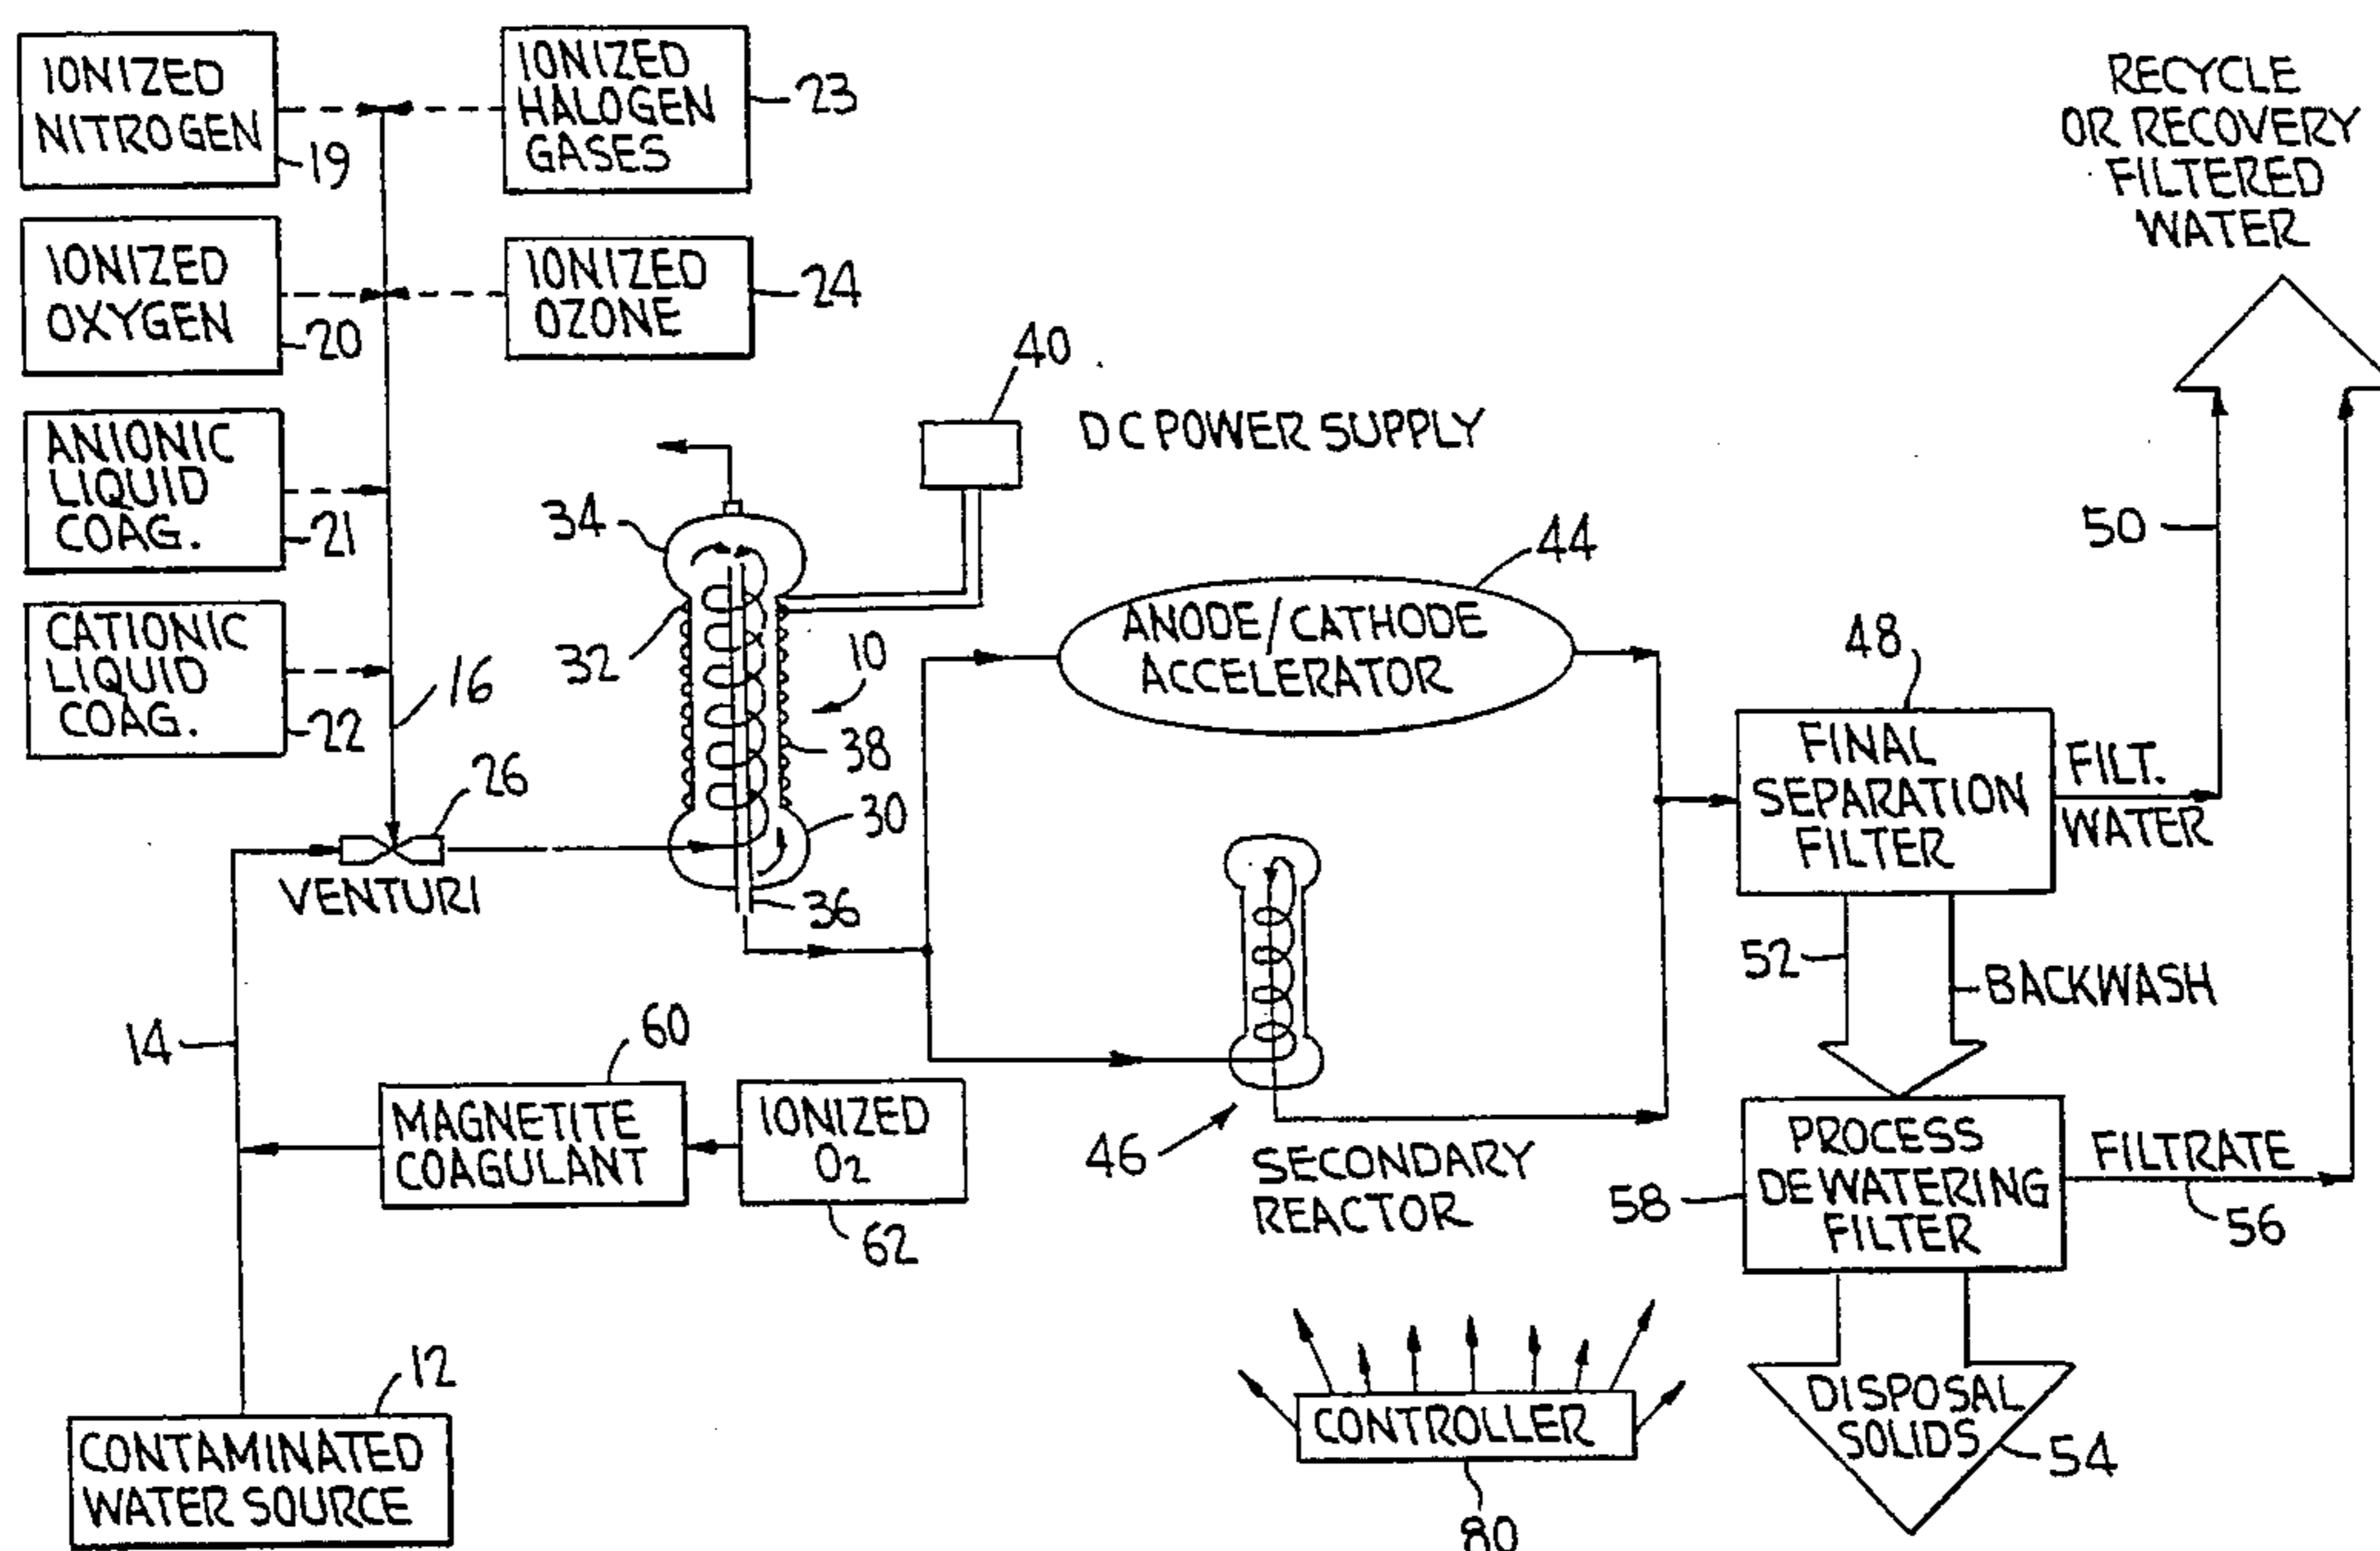 IONIZED
NITROGEN
19
IONIZED
HALOGEN
GASES
23
RECYCLE
OR RECOVERY
FILTERED
WATER
IONIZED
OXYGEN
20
IONIZED
OZONE
24
40
DC POWER SUPPLY
ANIONIC
LIQUID
COAG.
21
34
50
44
CATIONIC
LIQUID
COAG.
22
16
32
10
ANODE/CATHODE
ACCELERATOR
48
38
26
30
FINAL
SEPARATION
FILTER
FILT.
WATER
VENTURI
36
52
BACKWASH
14
60
MAGNETITE
COAGULANT
IONIZED
O2
62
46
SECONDARY
REACTOR
58
PROCESS
DEWATERING
FILTER
FILTRATE
56
CONTROLLER
80
DISPOSAL
SOLIDS
54
12
CONTAMINATED
WATER SOURCE